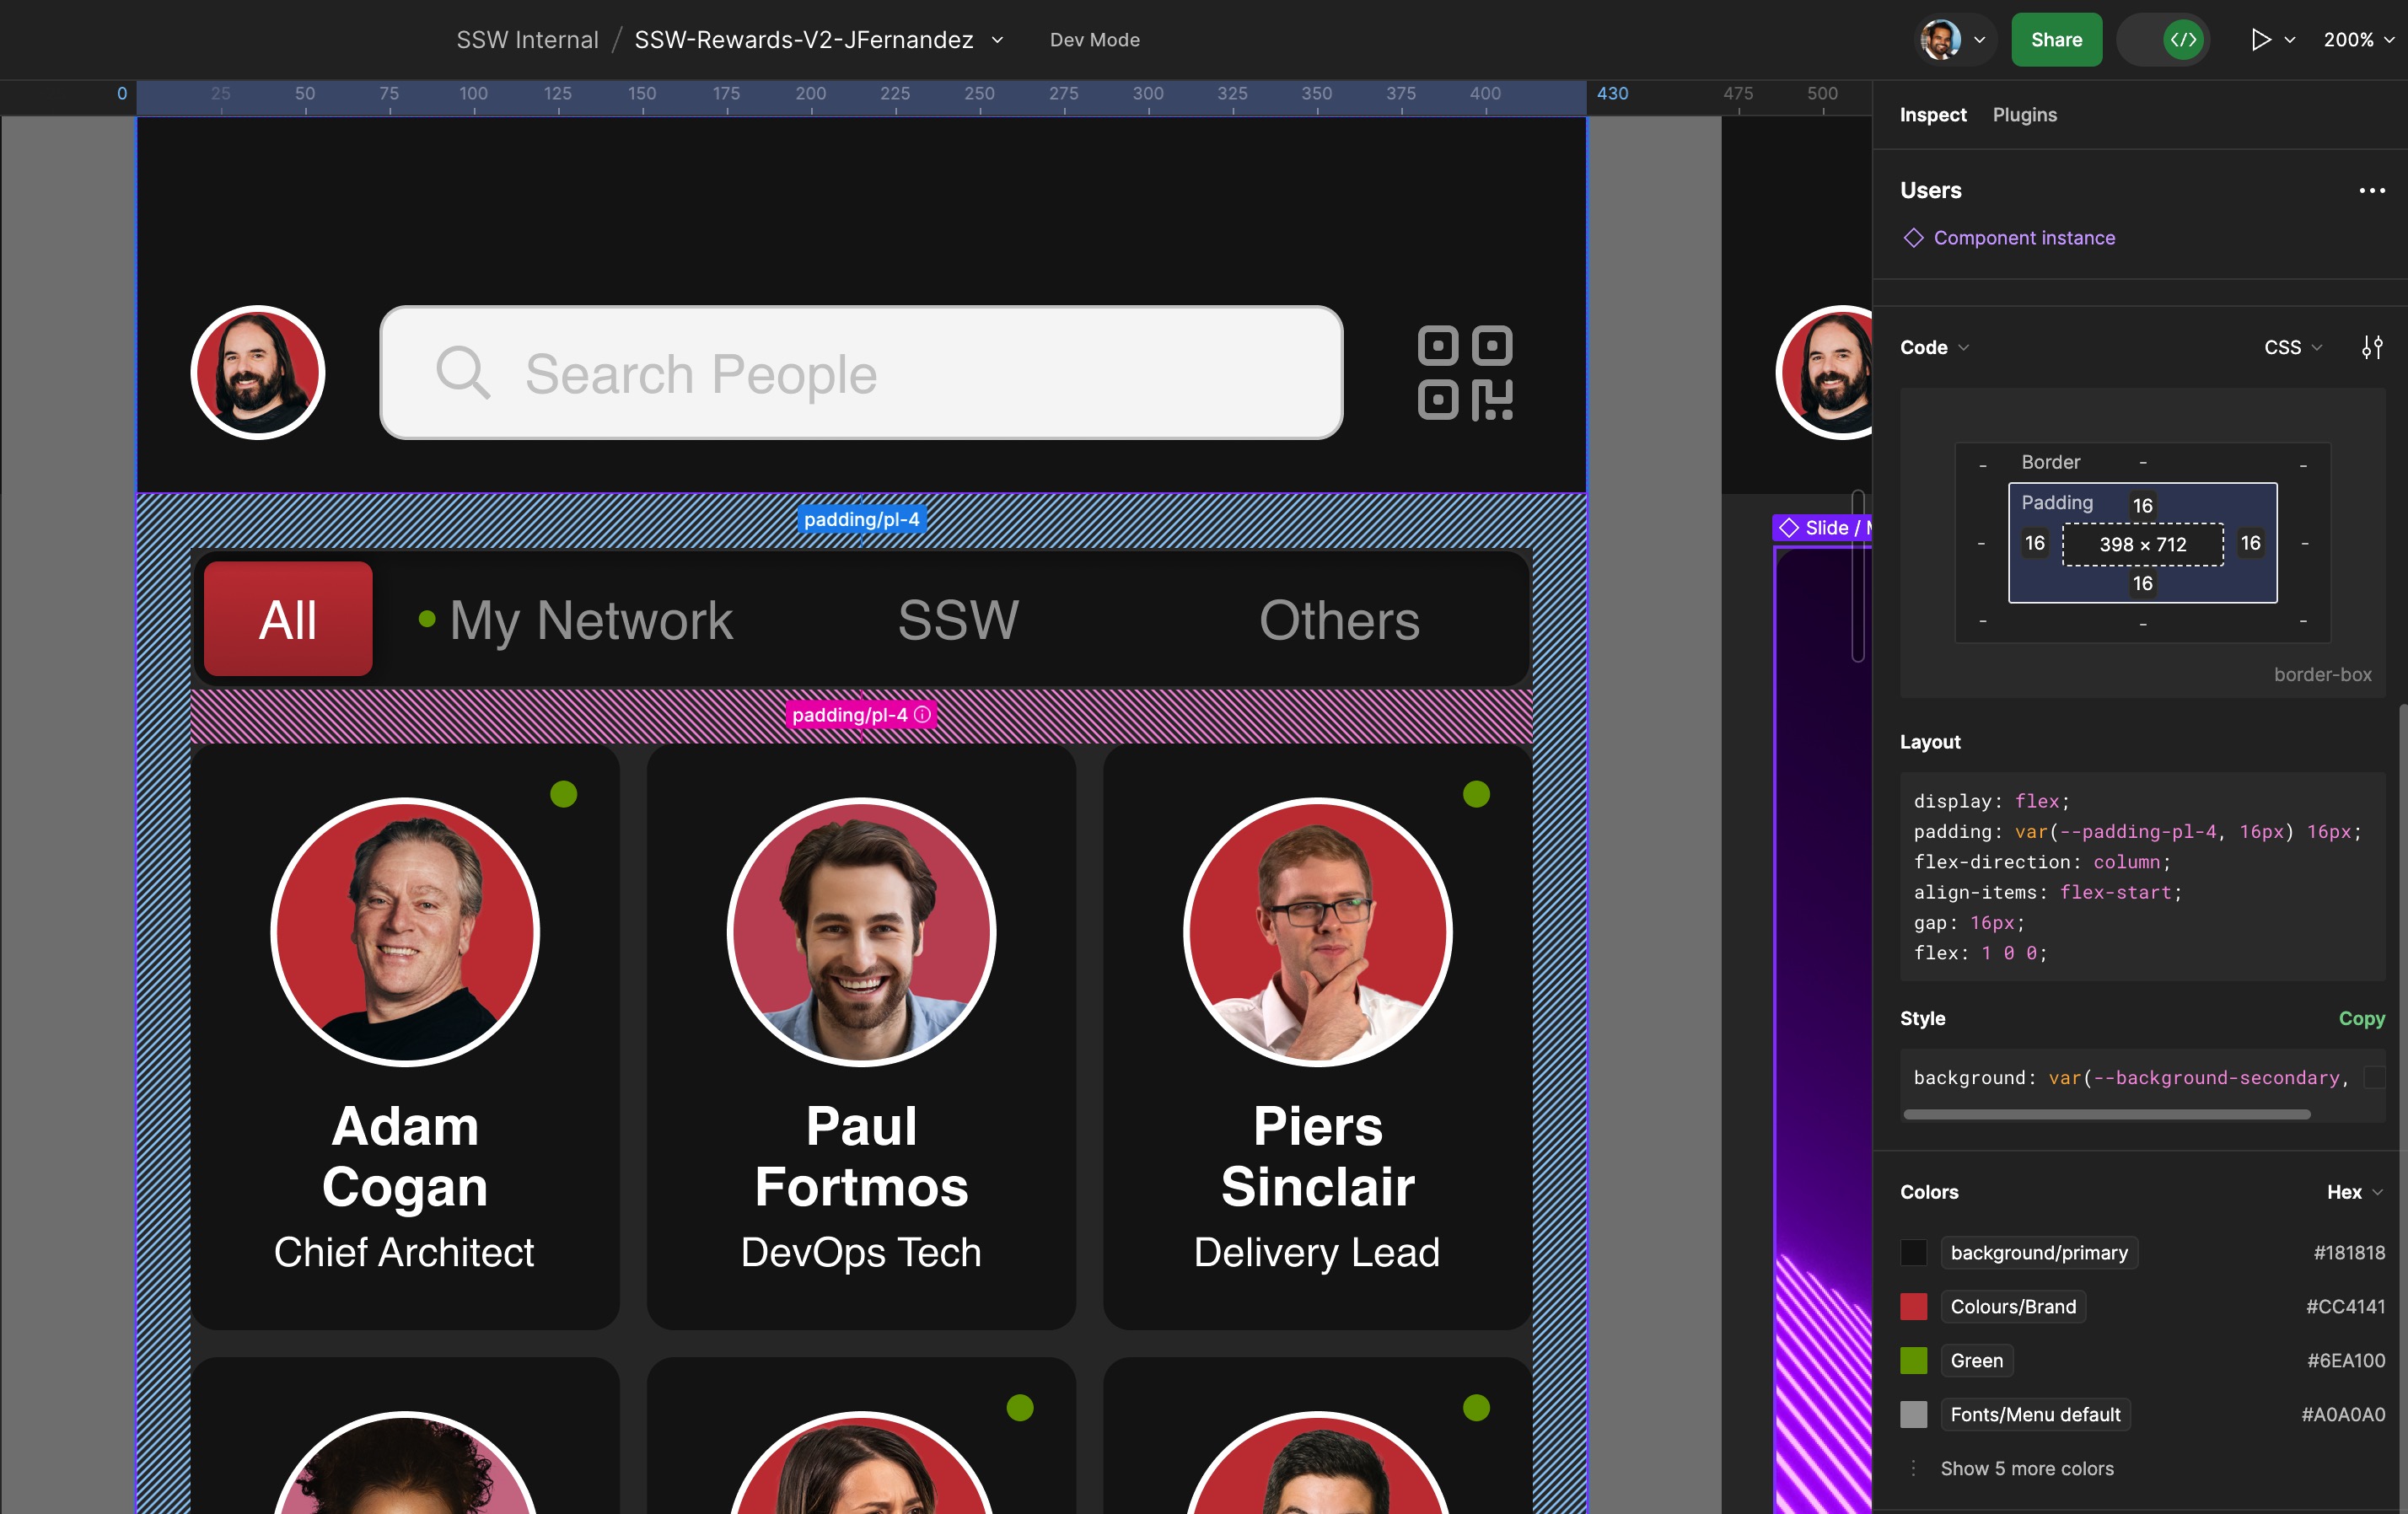 SSW Internal / SSW-Rewards-V2-JFernandez
Dev Mode
Share
</>
200%
0 25 50 75 100 125 150 175 200 225 250 275 300 325 350 375 400 430 475 500
Search People
padding/pl-4
All
My Network
SSW
Others
padding/pl-4
Adam
Cogan
Chief Architect
Paul
Fortmos
DevOps Tech
Piers
Sinclair
Delivery Lead
Slide /
Inspect Plugins
Users
Component instance
Code
CSS
Border
-
- -
Padding
16
16
398 × 712
16
16
- -
- - -
border-box
Layout
display: flex;
padding: var(--padding-pl-4, 16px) 16px;
flex-direction: column;
align-items: flex-start;
gap: 16px;
flex: 1 0 0;
Style
Copy
background: var(--background-secondary,
Colors
Hex
background/primary #181818
Colours/Brand #CC4141
Green #6EA100
Fonts/Menu default #A0A0A0
Show 5 more colors